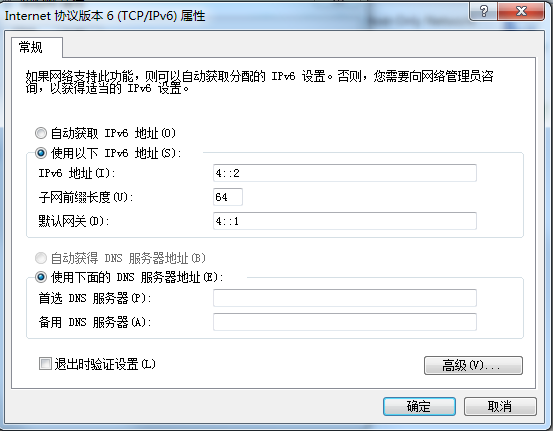 Internet 协议版本 6 (TCP/IPv6) 属性
常规
如果网络支持此功能，则可以自动获取分配的 IPv6 设置。否则，您需要向网络管理员咨
询，以获得适当的 IPv6 设置。
自动获取 IPv6 地址(O)
使用以下 IPv6 地址(S):
IPv6 地址(I): 4::2
子网前缀长度(U): 64
默认网关(D): 4::1
自动获得 DNS 服务器地址(B)
使用下面的 DNS 服务器地址(E):
首选 DNS 服务器(P):
备用 DNS 服务器(A):
退出时验证设置(L)
高级(V)...
确定 取消